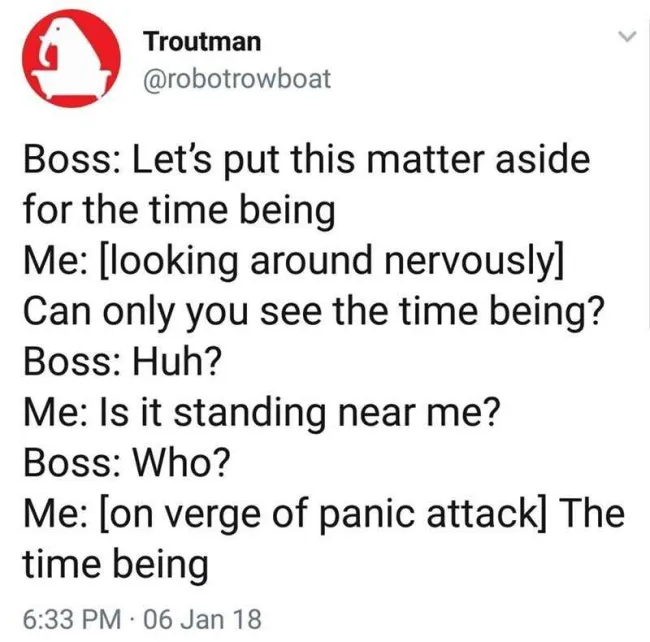 Troutman
@robotrowboat
Boss: Let's put this matter aside
for the time being
Me: [looking around nervously]
Can only you see the time being?
Boss: Huh?
Me: Is it standing near me?
Boss: Who?
Me: [on verge of panic attack] The
time being
6:33 PM · 06 Jan 18